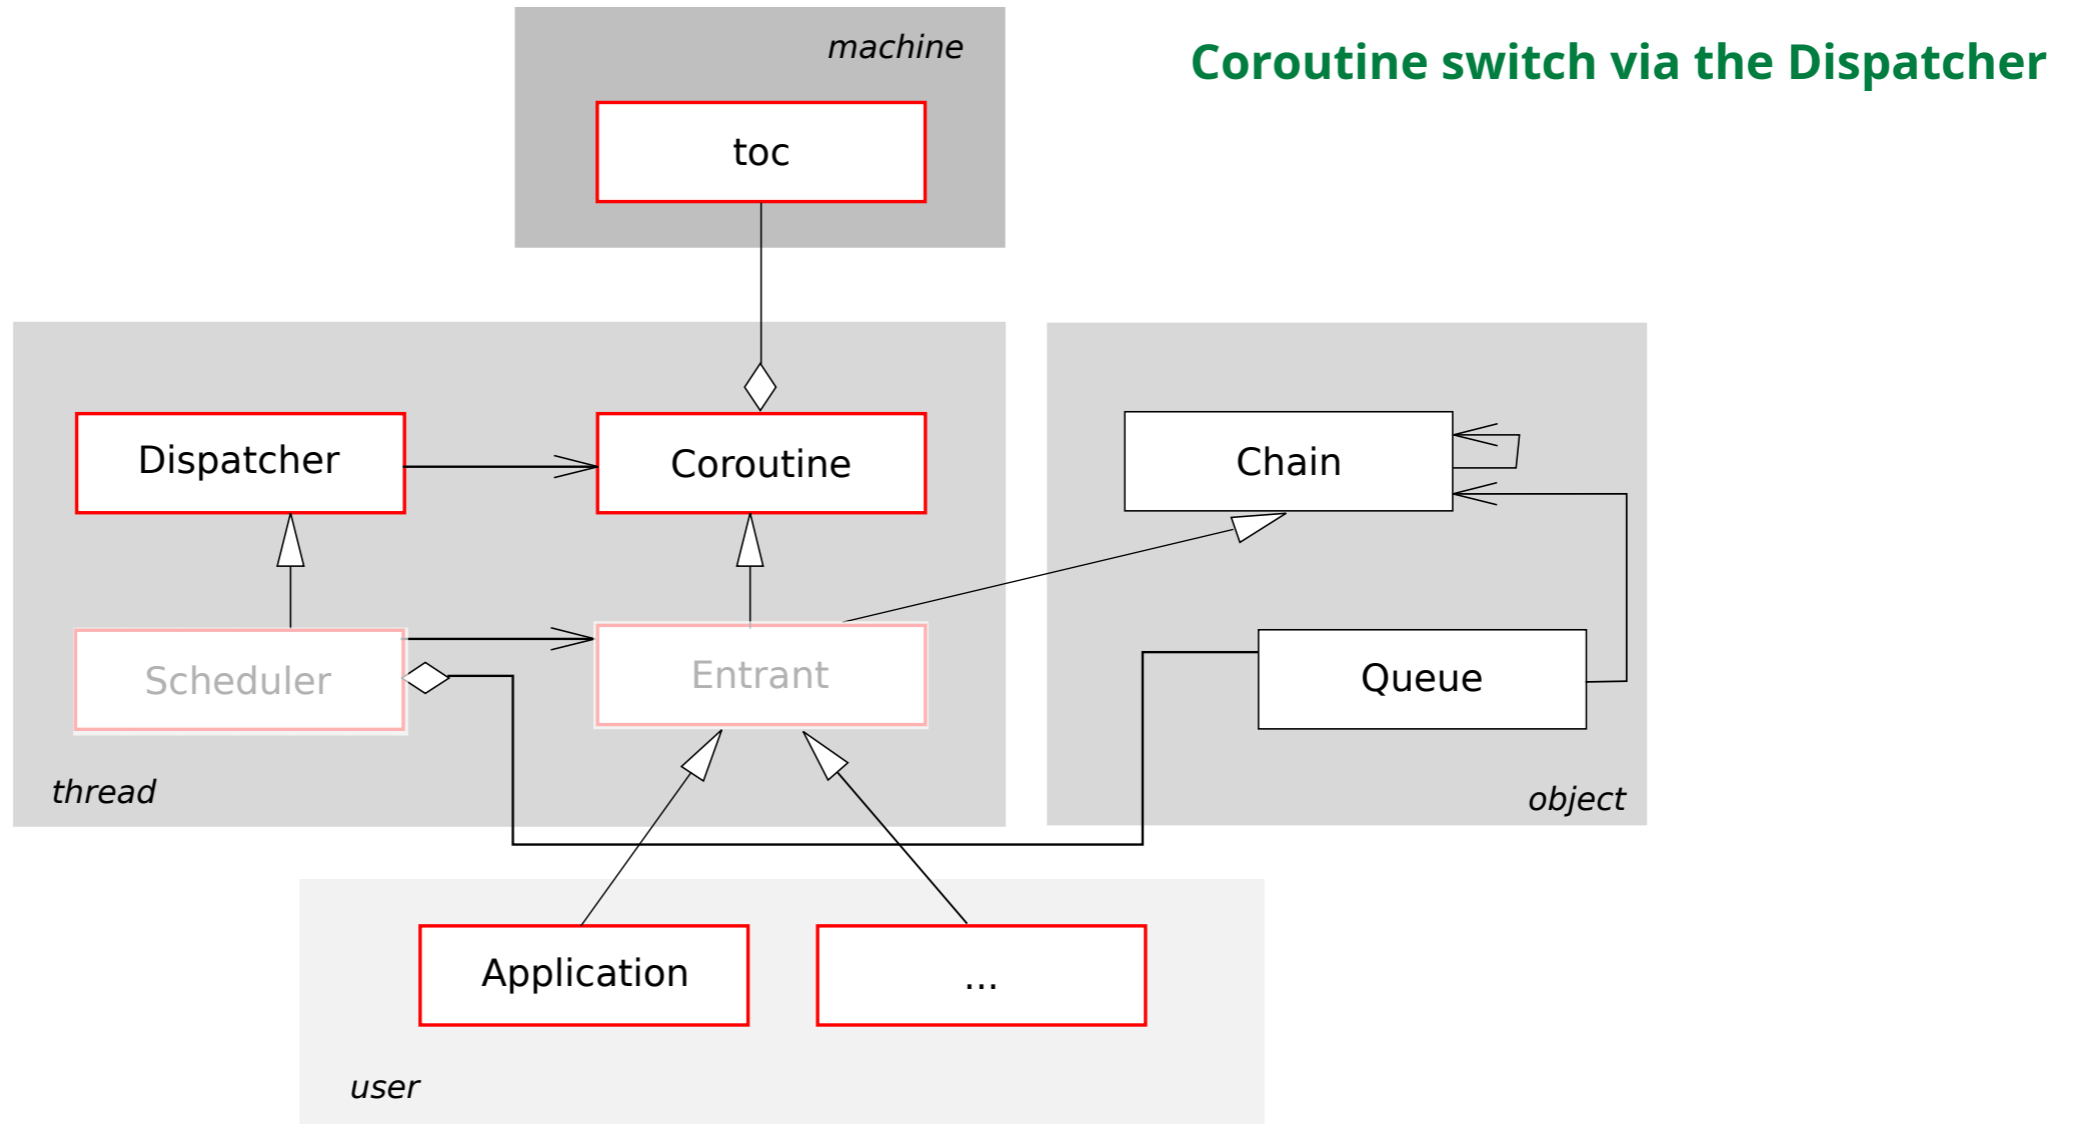 machine
Coroutine switch via the Dispatcher
toc
Dispatcher
Coroutine
Chain
Scheduler
Entrant
Queue
thread
object
Application
...
user